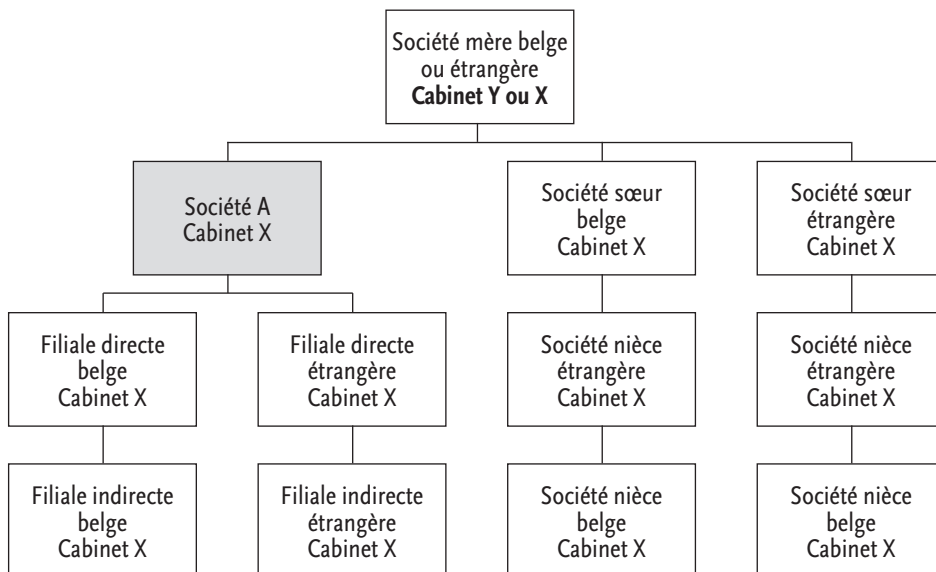 Société mère belge
ou étrangère
Cabinet Y ou X
Société A
Cabinet X
Société sœur
belge
Cabinet X
Société sœur
étrangère
Cabinet X
Filiale directe
belge
Cabinet X
Filiale directe
étrangère
Cabinet X
Société nièce
étrangère
Cabinet X
Société nièce
étrangère
Cabinet X
Filiale indirecte
belge
Cabinet X
Filiale indirecte
étrangère
Cabinet X
Société nièce
belge
Cabinet X
Société nièce
belge
Cabinet X